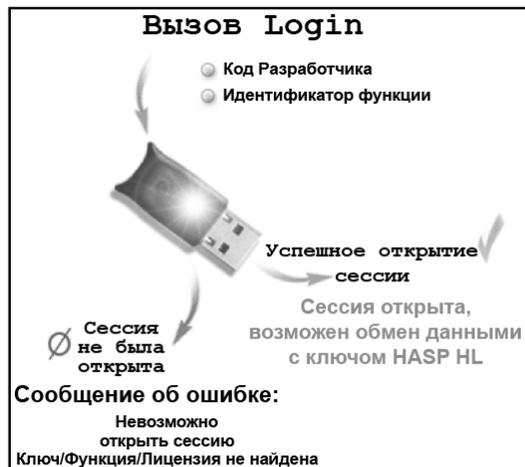 Вызов Login
Код Разработчика
Идентификатор функции
Успешное открытие
сессии
Сессия открыта,
возможен обмен данными
с ключом HASP HL
Сессия
не была
открыта
Сообщение об ошибке:
Невозможно
открыть сессию
Ключ/Функция/Лицензия не найдена